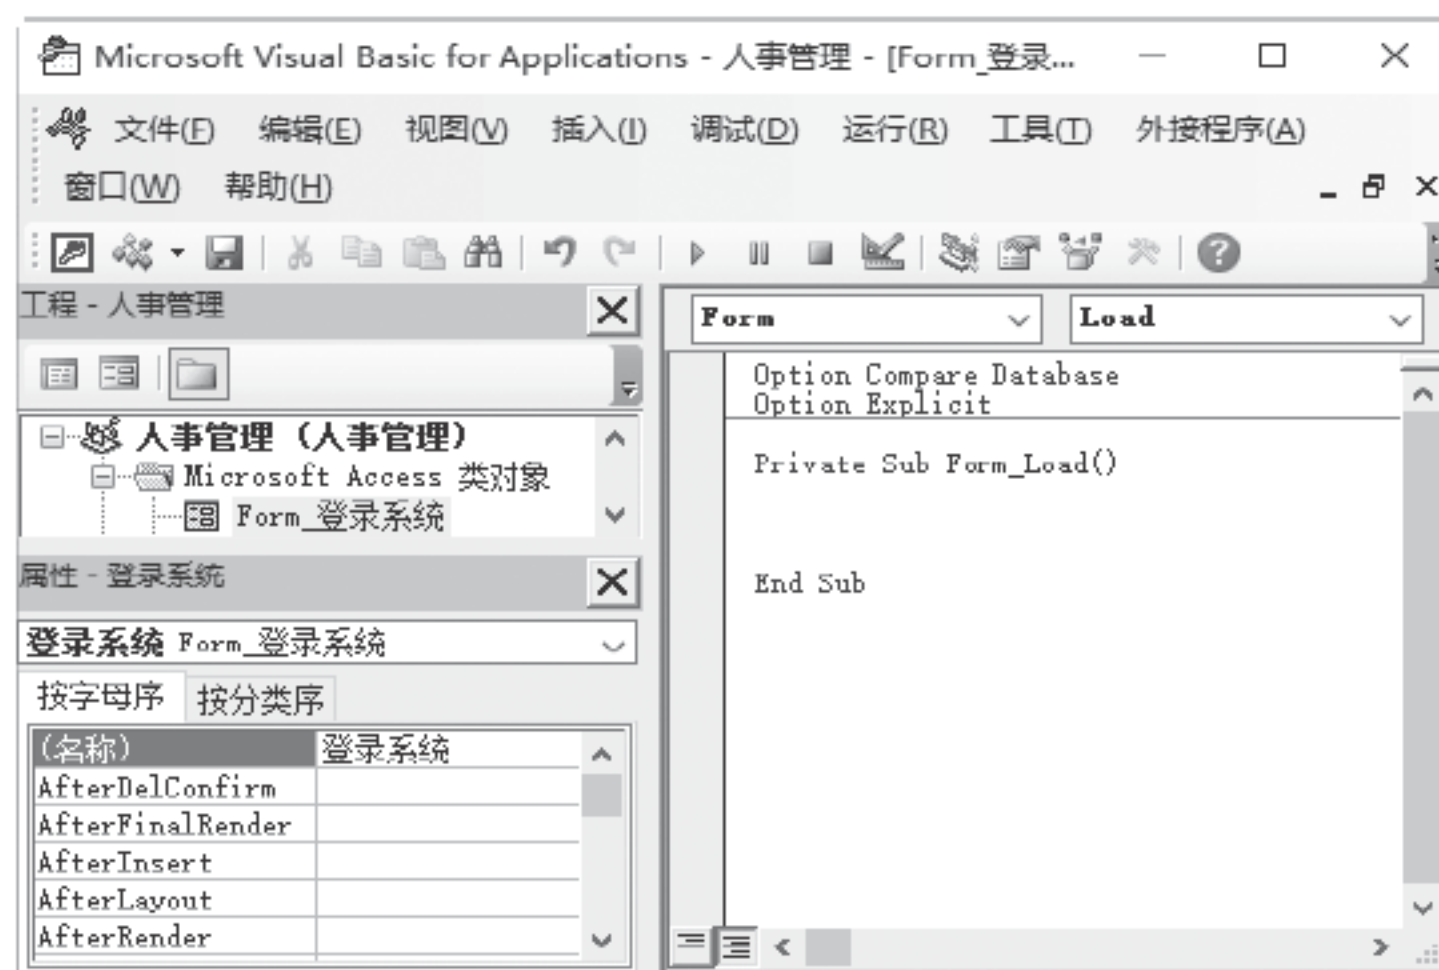 Microsoft Visual Basic for Applications - 人事管理 - [Form_登录...
文件(F) 编辑(E) 视图(V) 插入(I) 调试(D) 运行(R) 工具(T) 外接程序(A)
窗口(W) 帮助(H)
工程 - 人事管理
人事管理 (人事管理)
Microsoft Access 类对象
Form_登录系统
属性 - 登录系统
登录系统 Form_登录系统
按字母序 按分类序
(名称) 登录系统
AfterDelConfirm
AfterFinalRender
AfterInsert
AfterLayout
AfterRender
Form Load
Option Compare Database
Option Explicit
Private Sub Form_Load()
End Sub